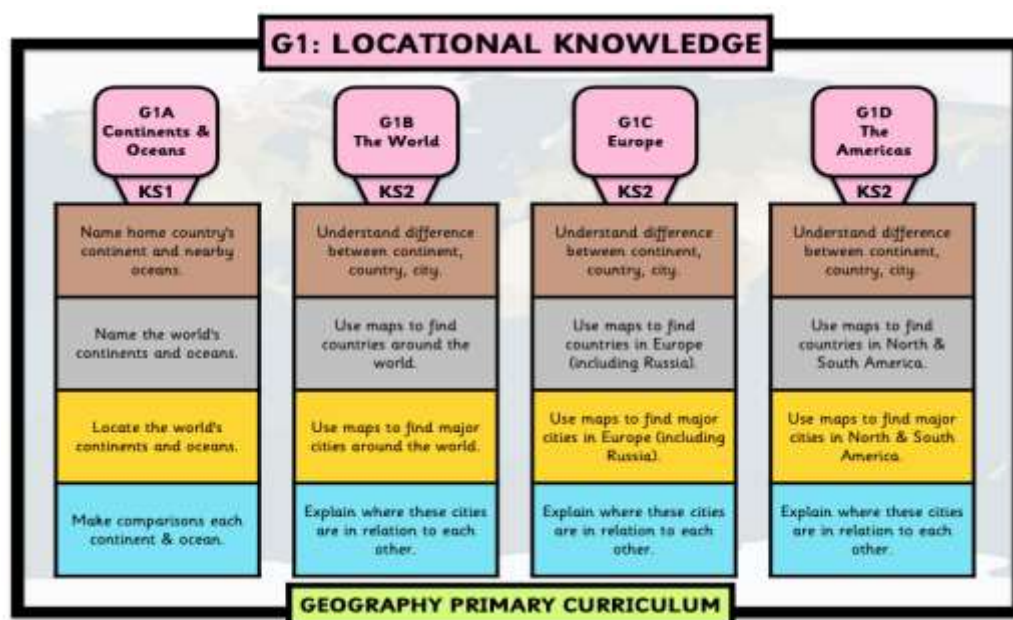 G1: LOCATIONAL KNOWLEDGE
G1A
Continents &
Oceans
KS1
Name home country's
continent and nearby
oceans.
Name the world's
continents and oceans.
Locate the world's
continents and oceans.
Make comparisons each
continent & ocean.
G1B
The World
KS2
Understand difference
between continent,
country, city.
Use maps to find
countries around the
world.
Use maps to find major
cities around the world.
Explain where these cities
are in relation to each
other.
G1C
Europe
KS2
Understand difference
between continent,
country, city.
Use maps to find
countries in Europe
(including Russia).
Use maps to find major
cities in Europe (including
Russia).
Explain where these cities
are in relation to each
other.
G1D
The
Americas
KS2
Understand difference
between continent,
country, city.
Use maps to find
countries in North &
South America.
Use maps to find major
cities in North & South
America.
Explain where these cities
are in relation to each
other.
GEOGRAPHY PRIMARY CURRICULUM